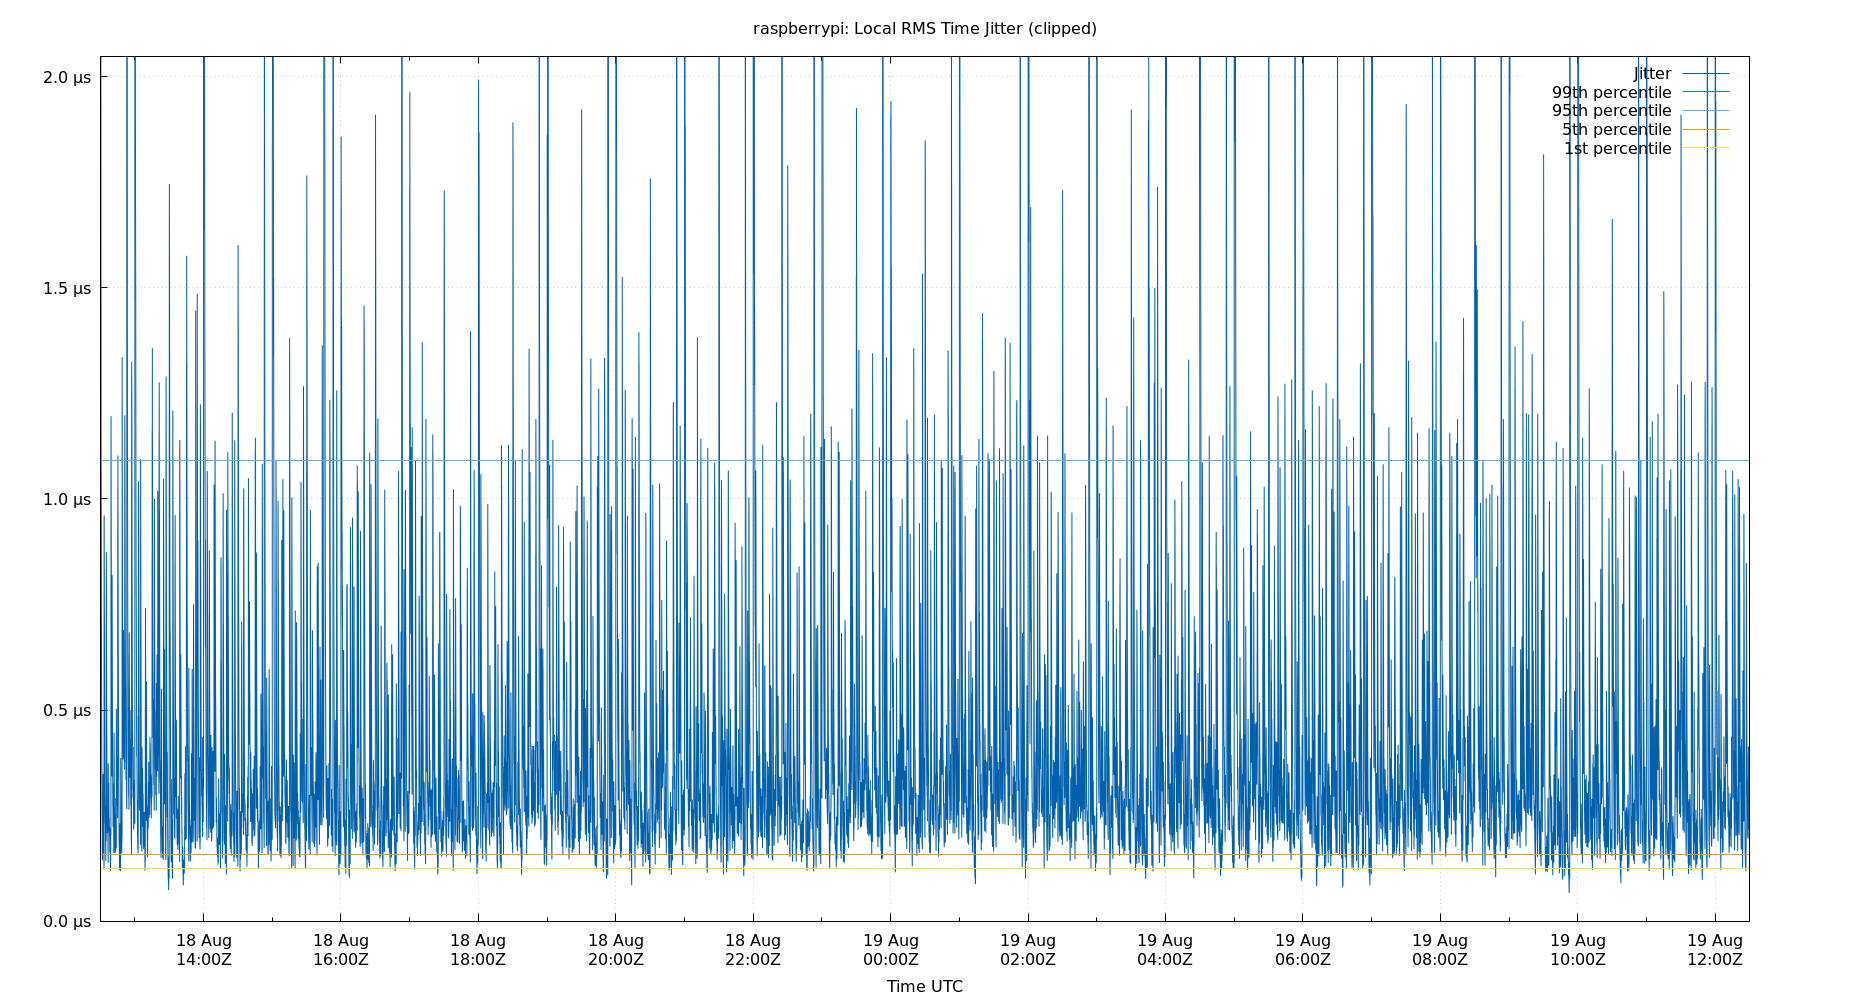 raspberrypi: Local RMS Time Jitter (clipped)
2.0 µs
1.5 µs
1.0 µs
0.5 µs
0.0 µs
Jitter
99th percentile
95th percentile
5th percentile
1st percentile
18 Aug
14:00Z
18 Aug
16:00Z
18 Aug
18:00Z
18 Aug
20:00Z
18 Aug
22:00Z
19 Aug
00:00Z
19 Aug
02:00Z
19 Aug
04:00Z
19 Aug
06:00Z
19 Aug
08:00Z
19 Aug
10:00Z
19 Aug
12:00Z
Time UTC